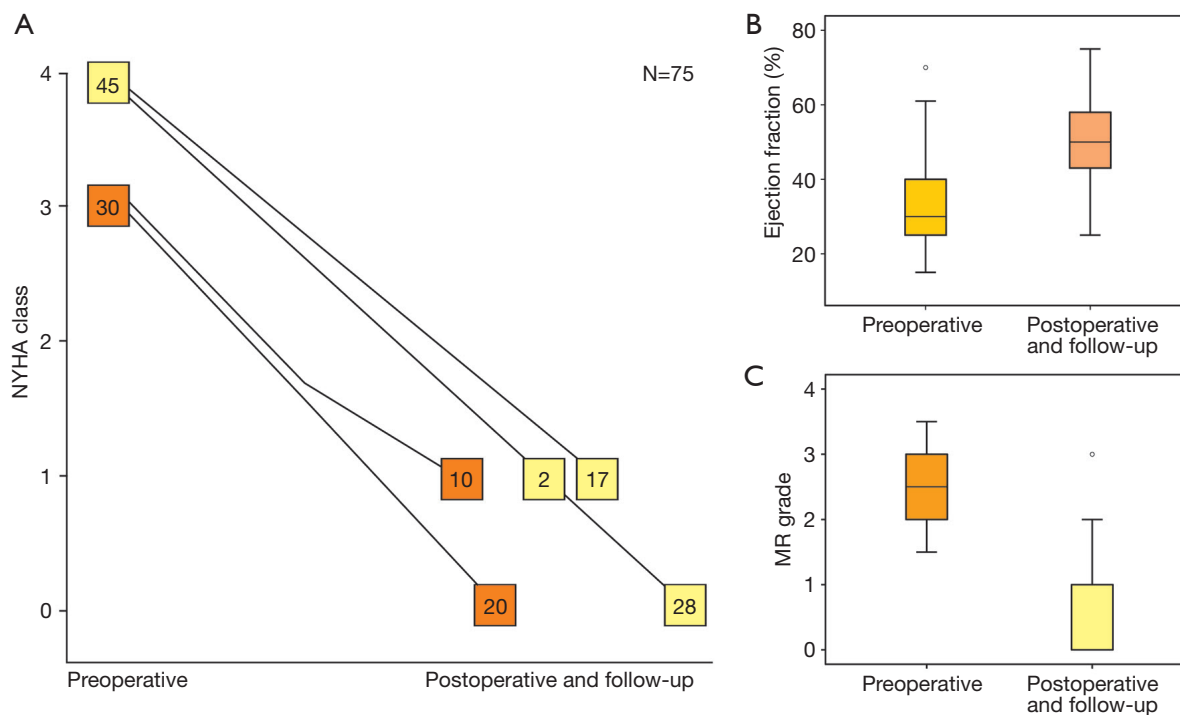 A
N=75
NYHA class
4
3
2
1
0
45
30
10
2
17
20
28
Preoperative
Postoperative and follow-up
B
Ejection fraction (%)
80
60
40
20
Preoperative
Postoperative
and follow-up
C
MR grade
4
3
2
1
0
Preoperative
Postoperative
and follow-up